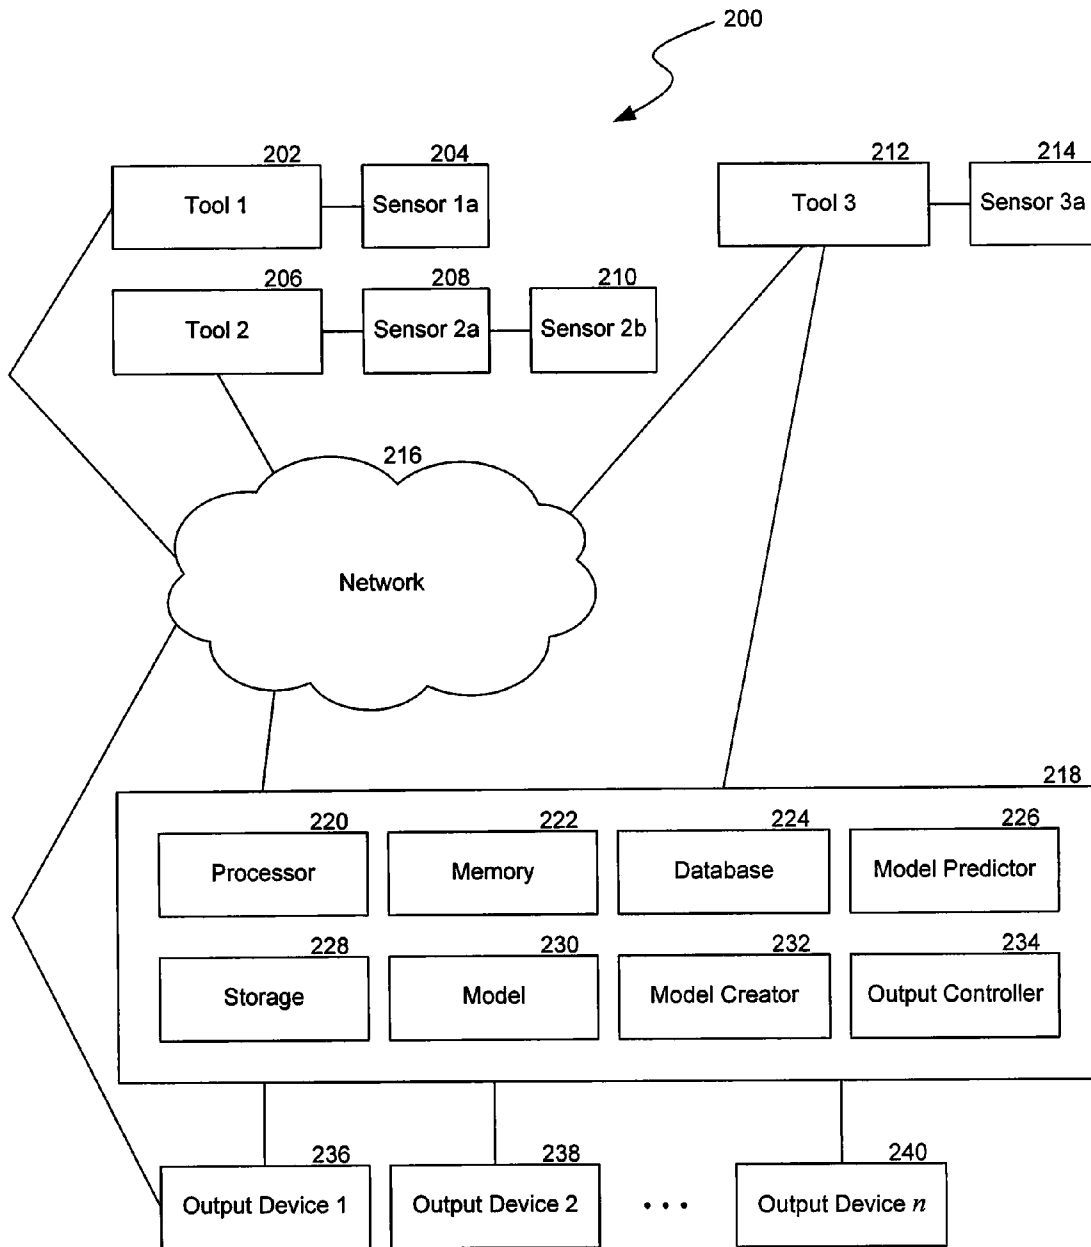 200
202
204
212
214
Tool 1
Sensor 1a
Tool 3
Sensor 3a
206
208
210
Tool 2
Sensor 2a
Sensor 2b
216
Network
218
220
222
224
226
Processor
Memory
Database
Model Predictor
228
230
232
234
Storage
Model
Model Creator
Output Controller
236
238
240
Output Device 1
Output Device 2
• • •
Output Device n